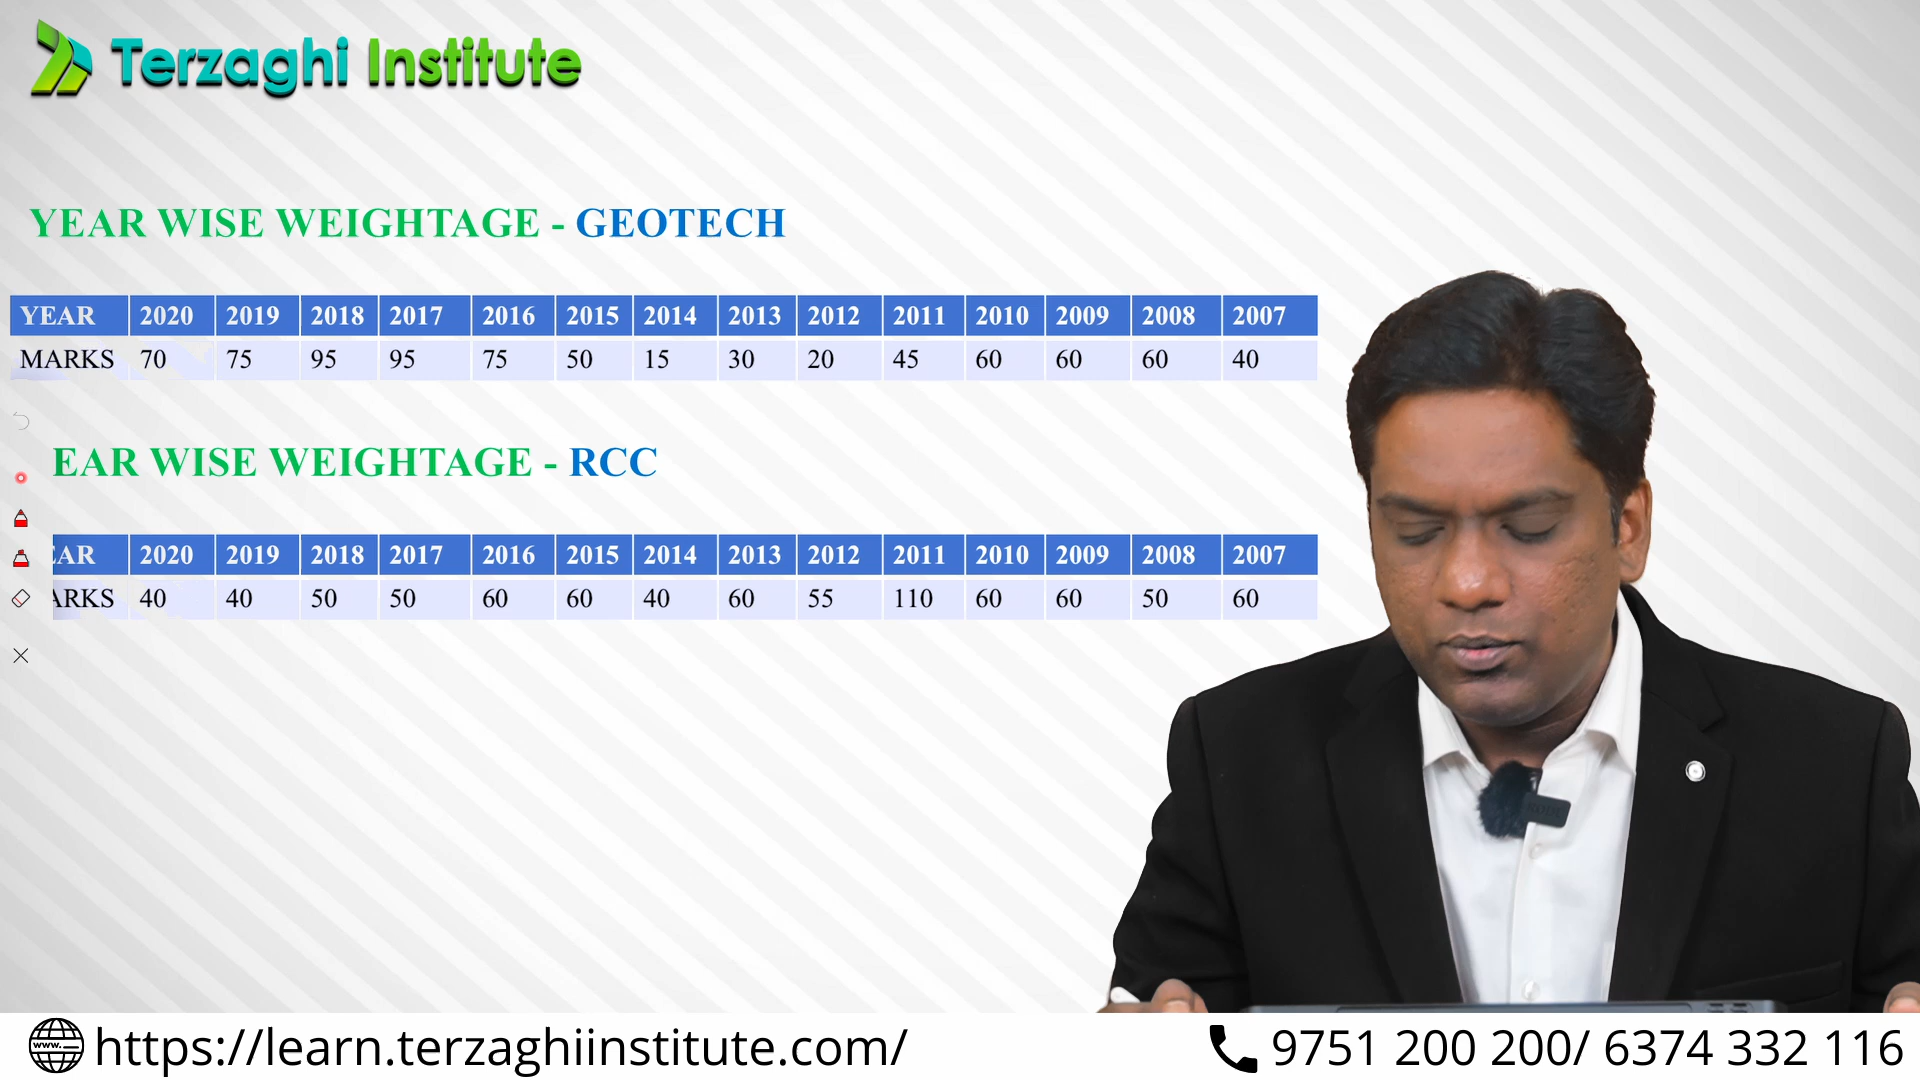 Terzaghi Institute
YEAR WISE WEIGHTAGE - GEOTECH
YEAR 2020 2019 2018 2017 2016 2015 2014 2013 2012 2011 2010 2009 2008 2007
MARKS 70 75 95 95 75 50 15 30 20 45 60 60 60 40
EAR WISE WEIGHTAGE - RCC
EAR 2020 2019 2018 2017 2016 2015 2014 2013 2012 2011 2010 2009 2008 2007
ARKS 40 40 50 50 60 60 40 60 55 110 60 60 50 60
www. https://learn.terzaghiinstitute.com/ 9751 200 200/ 6374 332 116